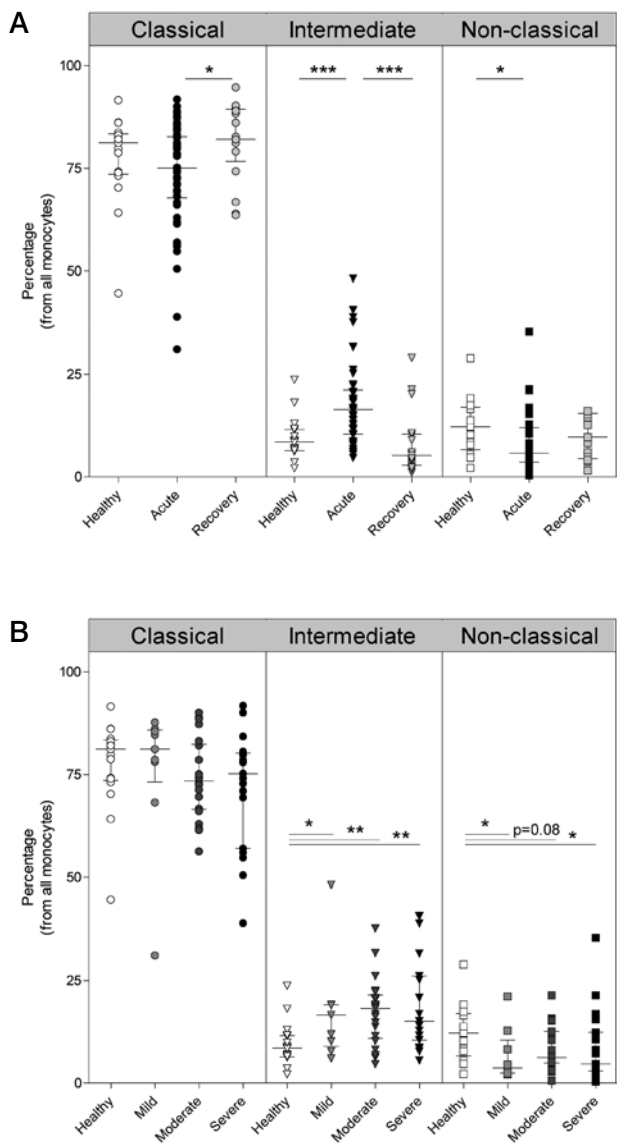 A
Classical Intermediate Non-classical
* *** *** *
100
75
50
25
0
Percentage
(from all monocytes)
Healthy Acute Recovery Healthy Acute Recovery Healthy Acute Recovery
B
Classical Intermediate Non-classical
100
75
50
25
0
Percentage
(from all monocytes)
* ** ** * p=0.08 *
Healthy Mild Moderate Severe Healthy Mild Moderate Severe Healthy Mild Moderate Severe